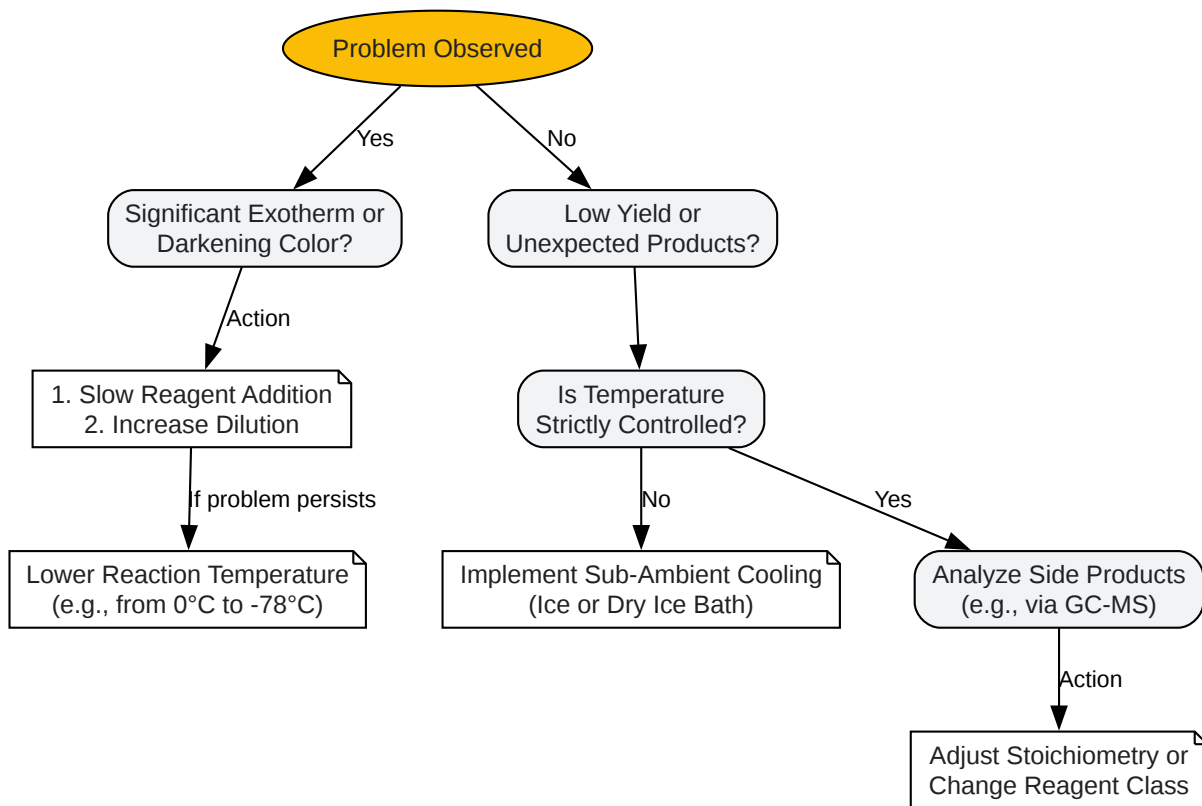 Problem Observed
Yes
No
Significant Exotherm or
Darkening Color?
Low Yield or
Unexpected Products?
Action
1. Slow Reagent Addition
2. Increase Dilution
Is Temperature
Strictly Controlled?
If problem persists
No
Yes
Lower Reaction Temperature
(e.g., from 0°C to -78°C)
Implement Sub-Ambient Cooling
(Ice or Dry Ice Bath)
Analyze Side Products
(e.g., via GC-MS)
Action
Adjust Stoichiometry or
Change Reagent Class